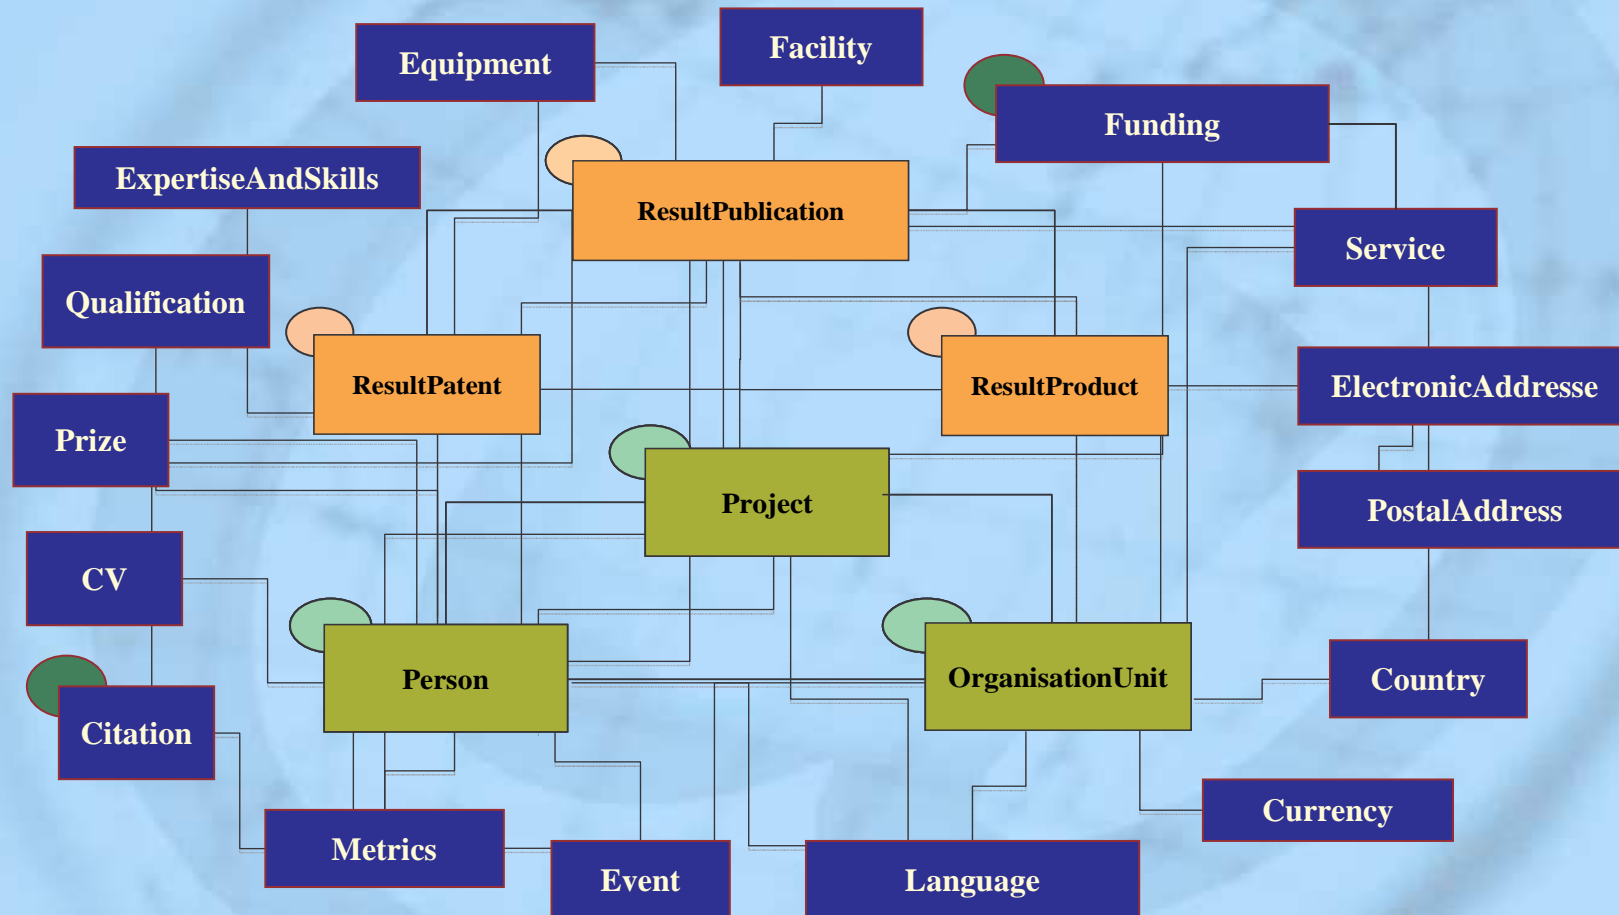 Facility
Equipment
Funding
ExpertiseAndSkills
ResultPublication
Service
Qualification
ResultPatent
ResultProduct
ElectronicAddresse
Prize
Project
PostalAddress
CV
Person
OrganisationUnit
Country
Citation
Currency
Metrics
Event
Language